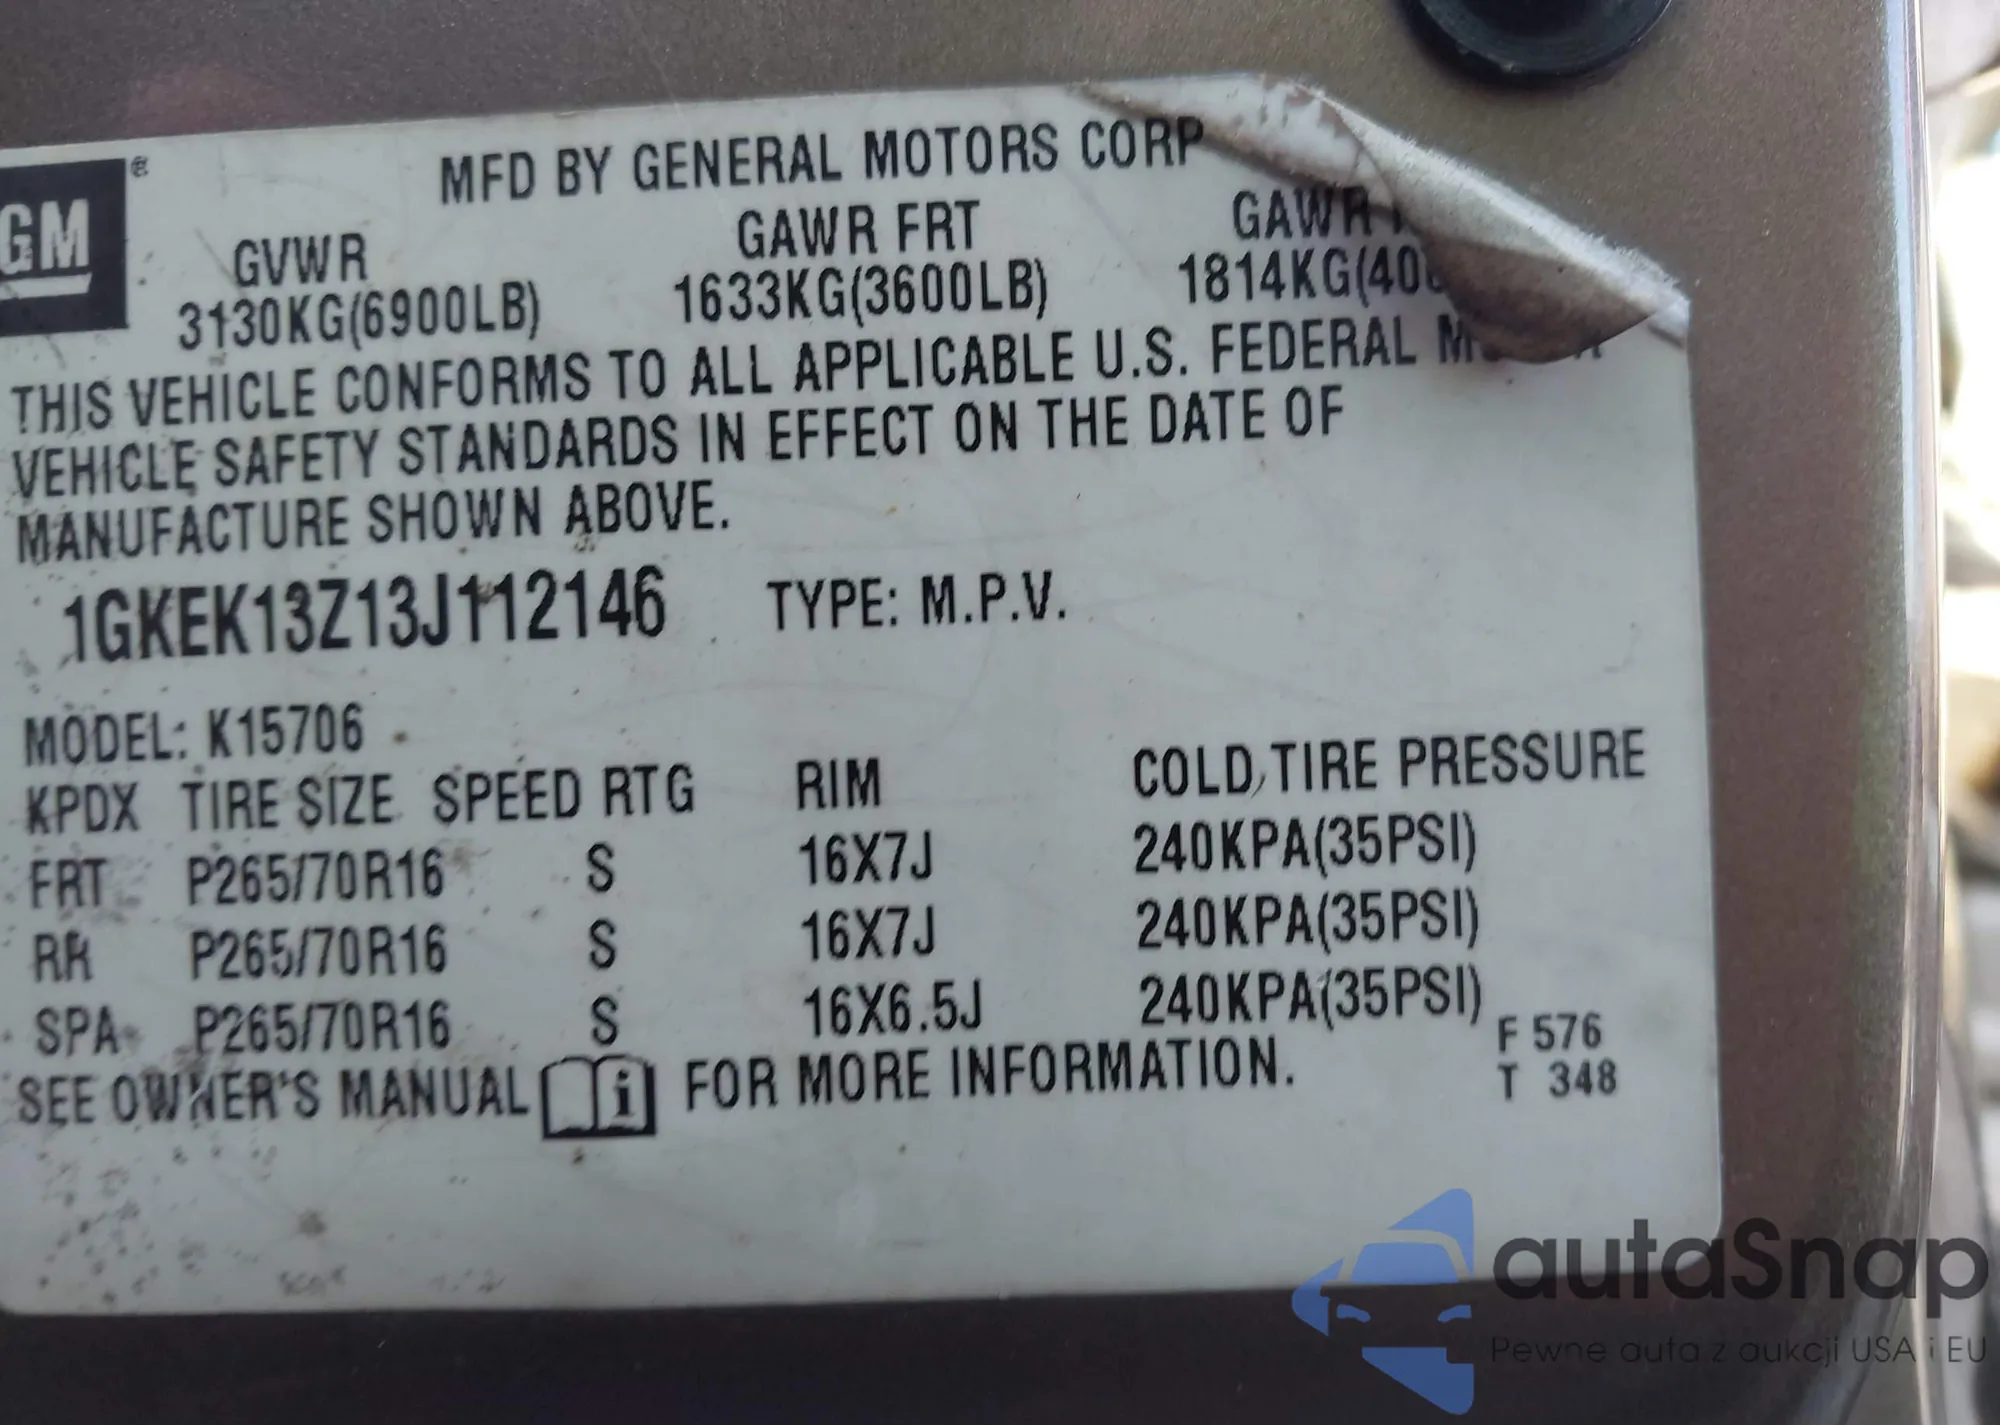 GM ®
MFD BY GENERAL MOTORS CORP
GVWR GAWR FRT GAWR
3130KG(6900LB) 1633KG(3600LB) 1814KG(40
THIS VEHICLE CONFORMS TO ALL APPLICABLE U.S. FEDERAL
VEHICLE SAFETY STANDARDS IN EFFECT ON THE DATE OF
MANUFACTURE SHOWN ABOVE.
1GKEK13Z13J112146 TYPE: M.P.V.
MODEL: K15706
KPDX TIRE SIZE SPEED RTG RIM COLD TIRE PRESSURE
FRT P265/70R16 S 16X7J 240KPA(35PSI)
RR P265/70R16 S 16X7J 240KPA(35PSI)
SPA P265/70R16 S 16X6.5J 240KPA(35PSI)
SEE OWNER'S MANUAL i FOR MORE INFORMATION.
F 576
T 348
autaSnap
Pewne auta z aukcji USA i EU